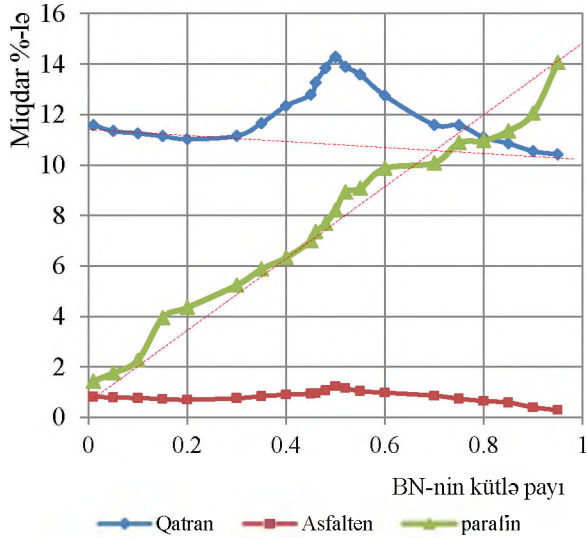 Miqdar %-lə
16
14
12
10
8
6
4
2
0
0 0.2 0.4 0.6 0.8 1
BN-nin kütlə payı
Qatran Asfalten parafin